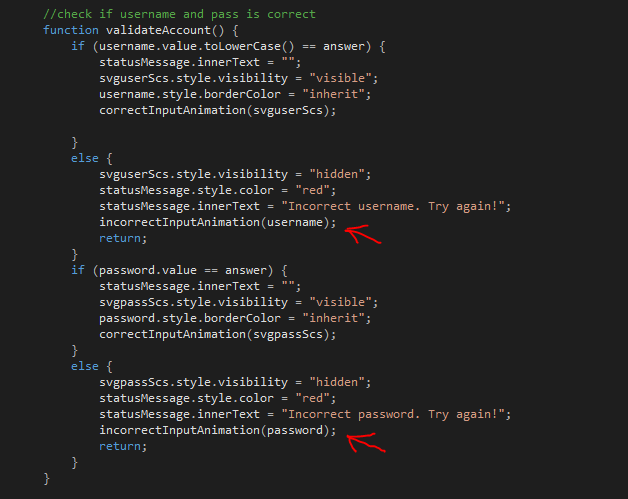 //check if username and pass is correct
function validateAccount() {
if (username.value.toLowerCase() == answer) {
statusMessage.innerText = "";
svguserScs.style.visibility = "visible";
username.style.borderColor = "inherit";
correctInputAnimation(svguserScs);
}
else {
svguserScs.style.visibility = "hidden";
statusMessage.style.color = "red";
statusMessage.innerText = "Incorrect username. Try again!";
incorrectInputAnimation(username);
return;
}
if (password.value == answer) {
statusMessage.innerText = "";
svgpassScs.style.visibility = "visible";
password.style.borderColor = "inherit";
correctInputAnimation(svgpassScs);
}
else {
svgpassScs.style.visibility = "hidden";
statusMessage.style.color = "red";
statusMessage.innerText = "Incorrect password. Try again!";
incorrectInputAnimation(password);
return;
}
}